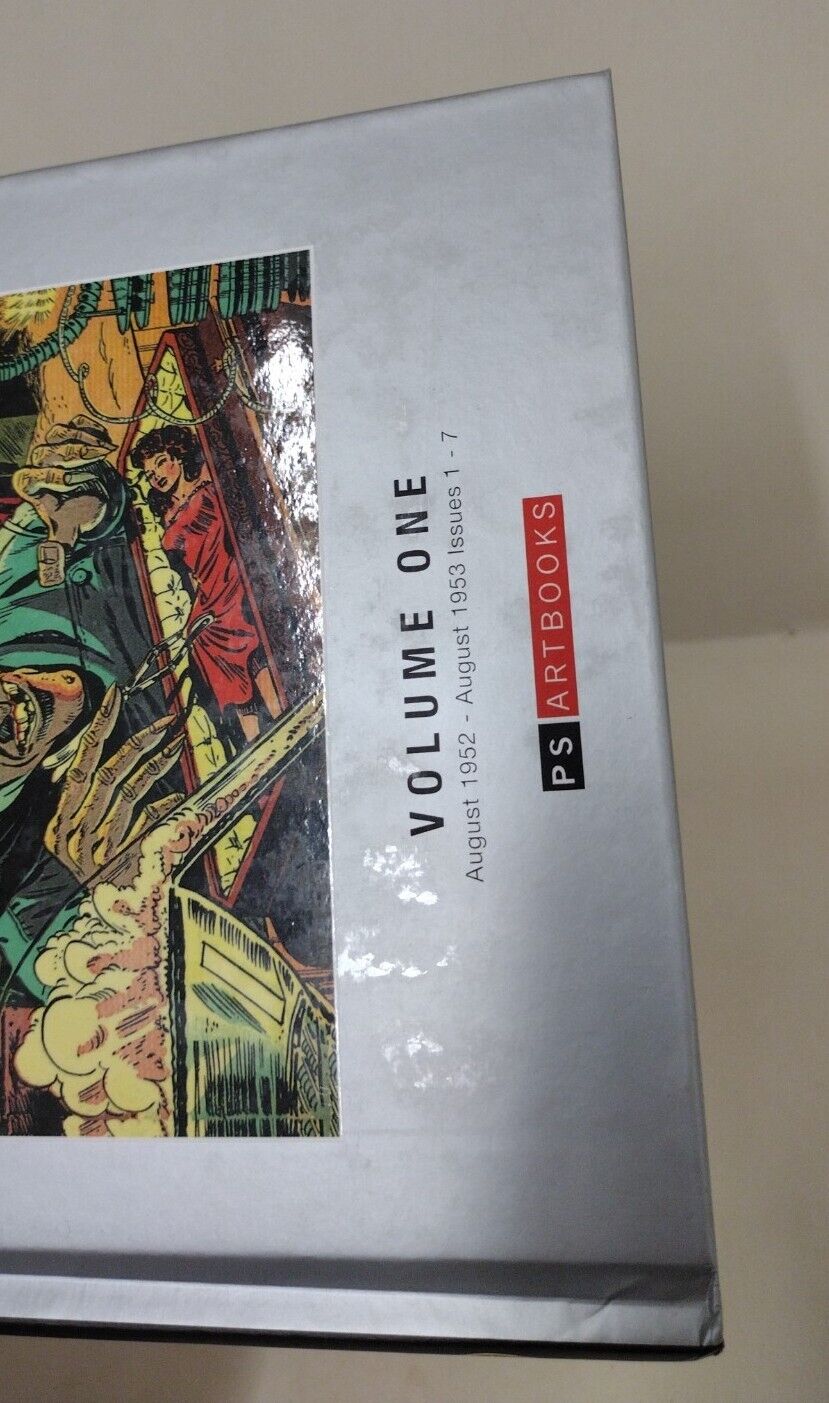 VOLUME ONE
August 1952 - August 1953 Issues 1 - 7
PS ARTBOOKS